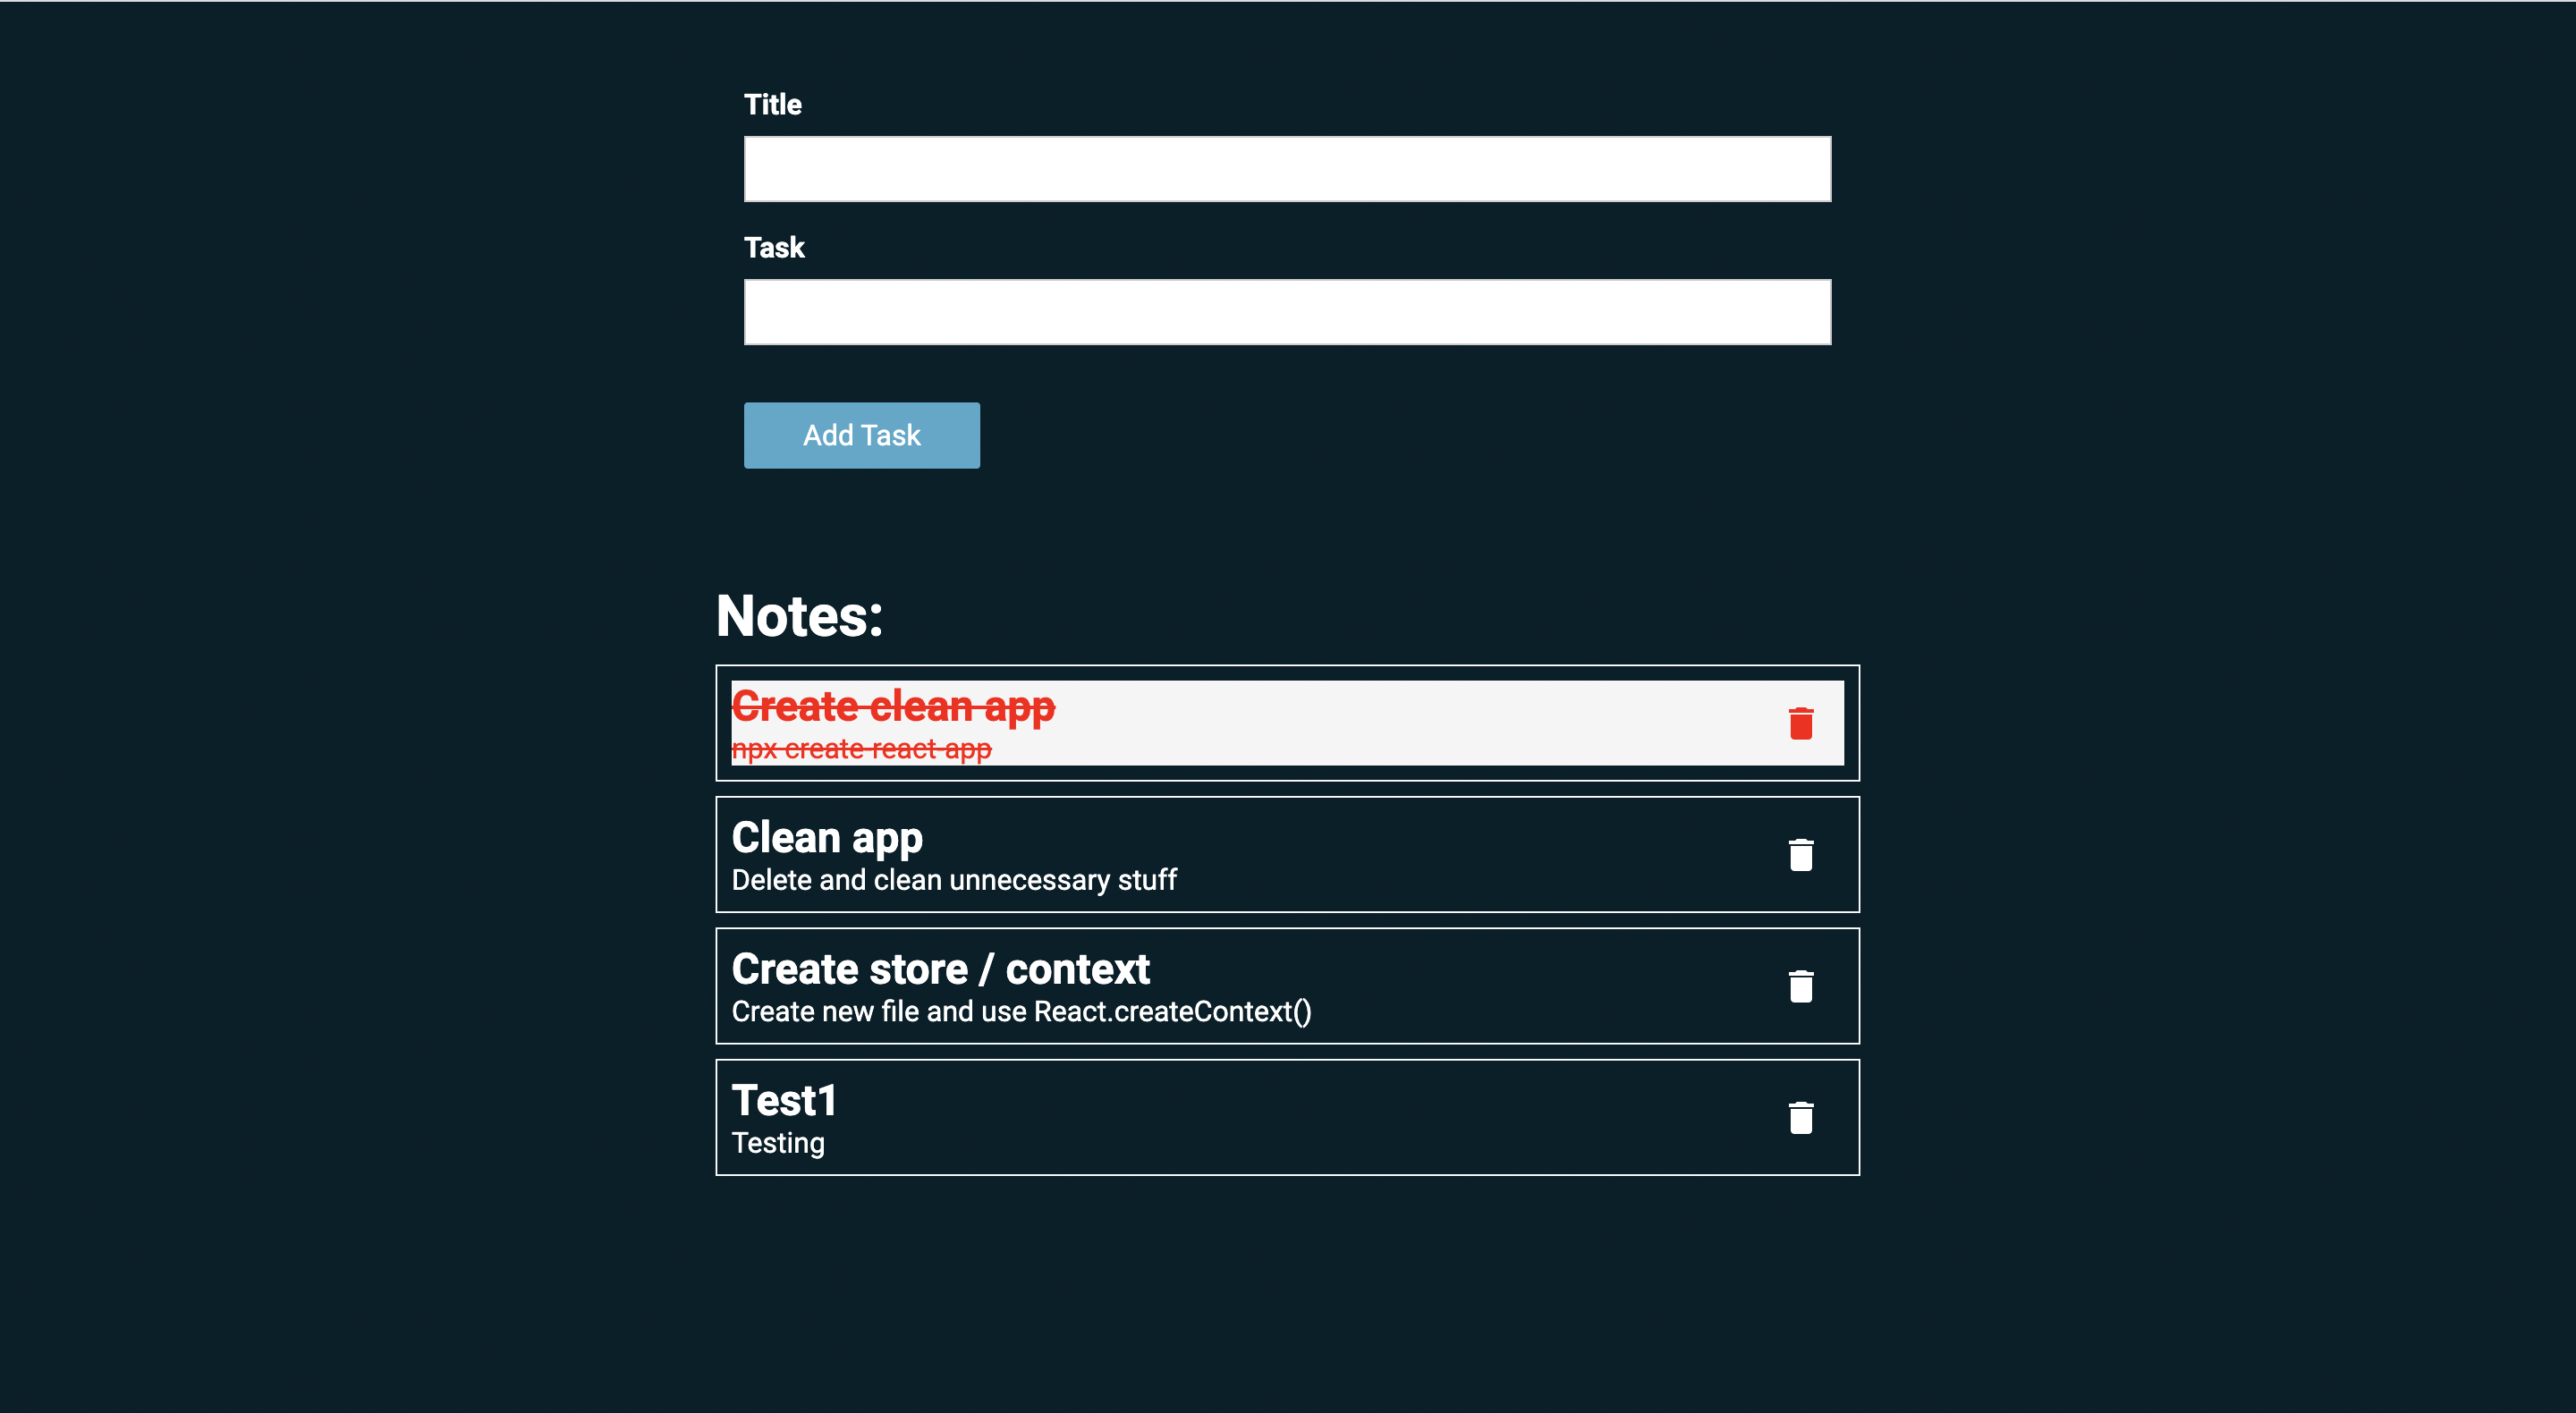 Title
Task
Add Task
Notes:
Create clean app
npx create react app
Clean app
Delete and clean unnecessary stuff
Create store / context
Create new file and use React.createContext()
Test1
Testing